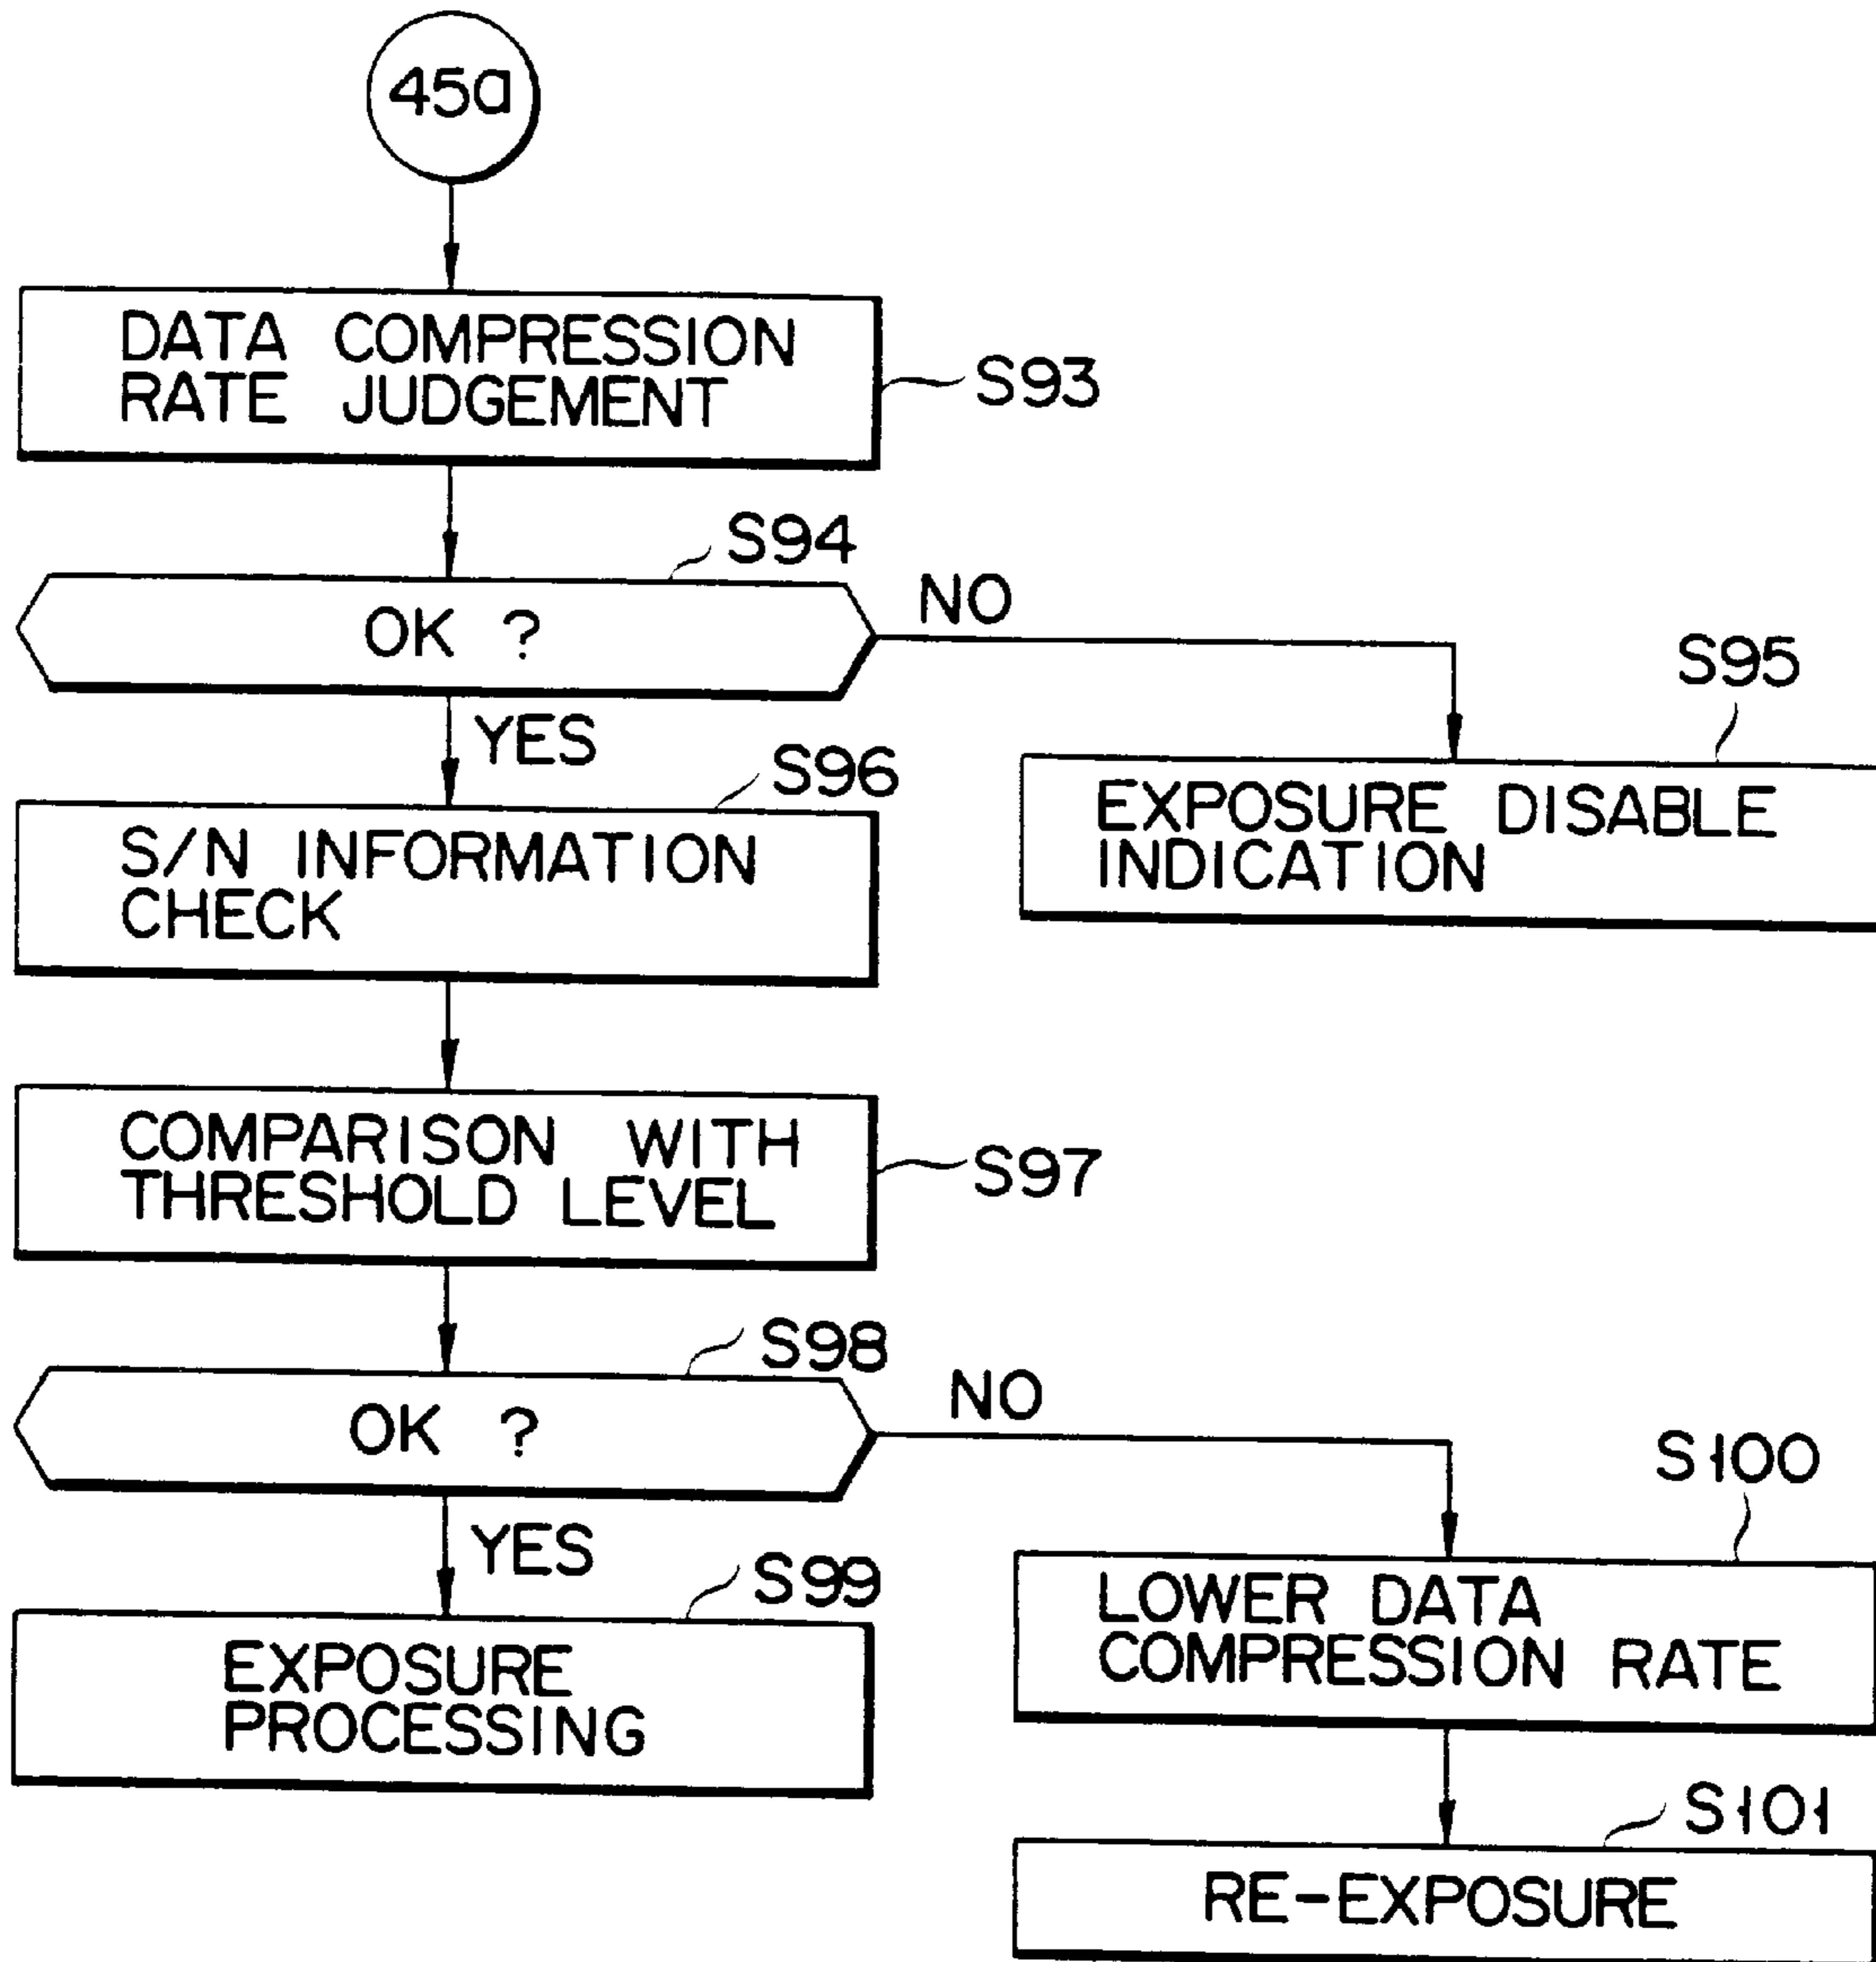 45a
DATA COMPRESSION
RATE JUDGEMENT
S93
S94
OK ?
NO
YES
S95
EXPOSURE DISABLE
INDICATION
S96
S/N INFORMATION
CHECK
COMPARISON WITH
THRESHOLD LEVEL
S97
S98
OK ?
NO
YES
S99
EXPOSURE
PROCESSING
S100
LOWER DATA
COMPRESSION RATE
S101
RE-EXPOSURE